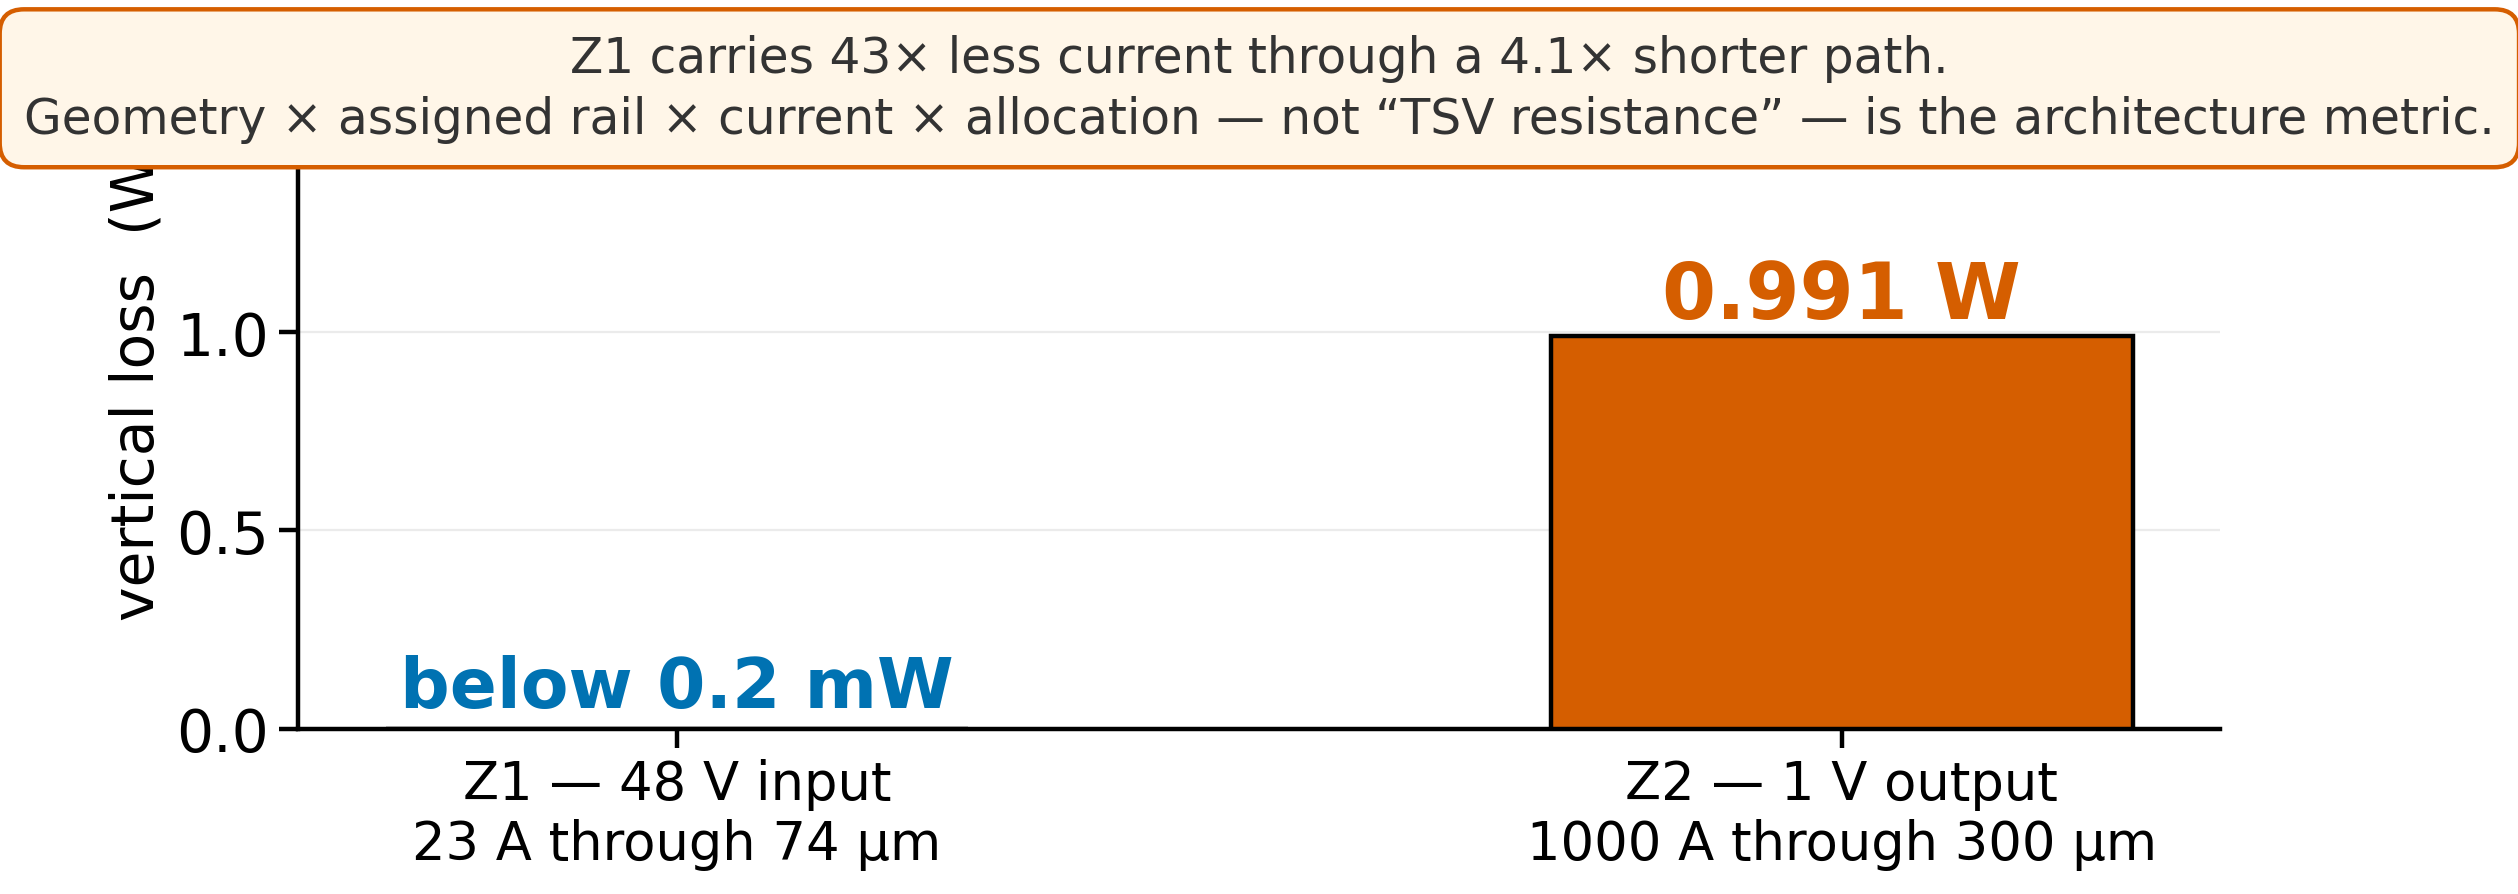 Z1 carries 43× less current through a 4.1× shorter path.
Geometry × assigned rail × current × allocation — not “TSV resistance” — is the architecture metric.
vertical loss (W
1.0
0.5
0.0
0.991 W
below 0.2 mW
Z1 — 48 V input
23 A through 74 µm
Z2 — 1 V output
1000 A through 300 µm